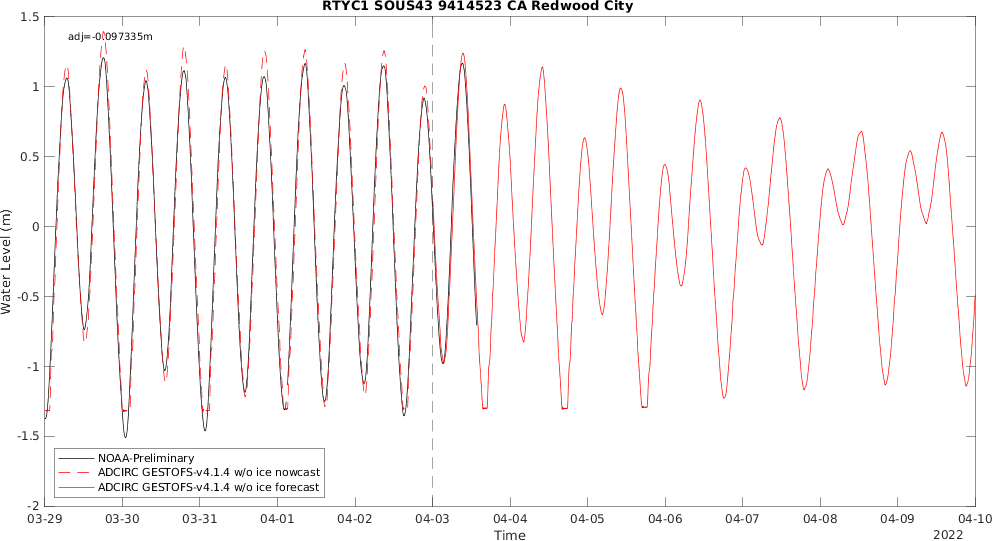 RTYC1 SOUS43 9414523 CA Redwood City
adj=-0.097335m
1.5
1
0.5
0
-0.5
-1
-1.5
-2
Water Level (m)
NOAA-Preliminary
ADCIRC GESTOFS-v4.1.4 w/o ice nowcast
ADCIRC GESTOFS-v4.1.4 w/o ice forecast
03-29 03-30 03-31 04-01 04-02 04-03 04-04 04-05 04-06 04-07 04-08 04-09 04-10
Time
2022